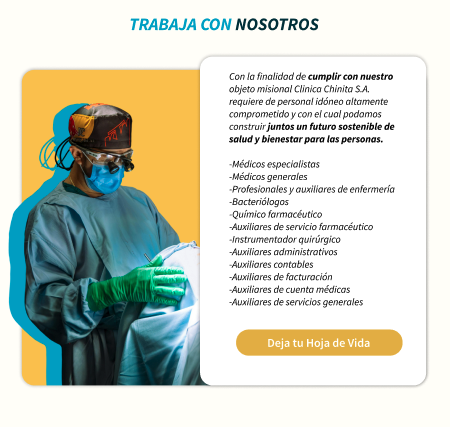 TRABAJA CON NOSOTROS
Con la finalidad de cumplir con nuestro
objeto misional Clinica Chinita S.A.
requiere de personal idóneo altamente
comprometido y con el cual podamos
construir juntos un futuro sostenible de
salud y bienestar para las personas.
-Médicos especialistas
-Médicos generales
-Profesionales y auxiliares de enfermería
-Bacteriólogos
-Químico farmacéutico
-Auxiliares de servicio farmacéutico
-Instrumentador quirúrgico
-Auxiliares administrativos
-Auxiliares contables
-Auxiliares de facturación
-Auxiliares de cuenta médicas
-Auxiliares de servicios generales
Deja tu Hoja de Vida